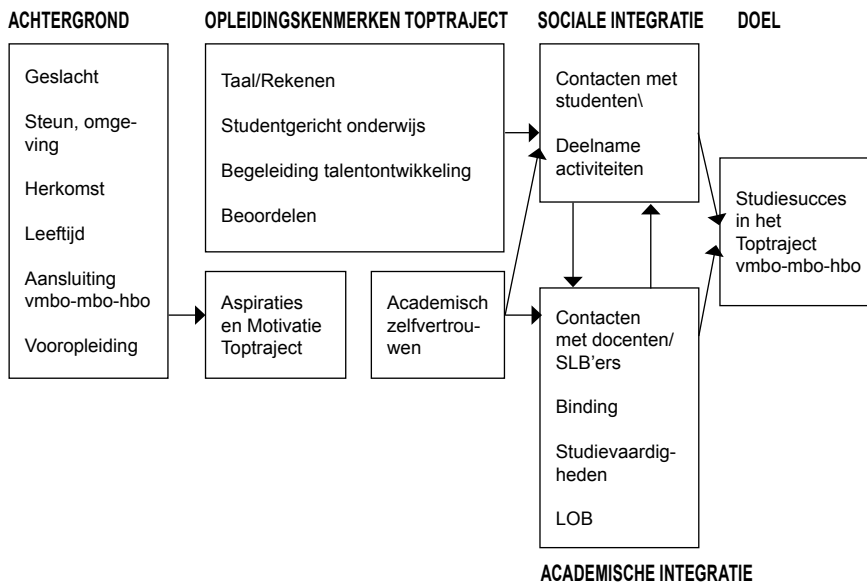 ACHTERGROND
Geslacht
Steun, omge-
ving
Herkomst
Leeftijd
Aansluiting
vmbo-mbo-hbo
Vooropleiding
OPLEIDINGSKENMERKEN TOPTRAJECT
Taal/Rekenen
Studentgericht onderwijs
Begeleiding talentontwikkeling
Beoordelen
Aspiraties
en Motivatie
Toptraject
Academisch
zelfvertrou-
wen
SOCIALE INTEGRATIE
Contacten met
studenten\
Deelname
activiteiten
Contacten
met docenten/
SLB’ers
Binding
Studievaardig-
heden
LOB
ACADEMISCHE INTEGRATIE
DOEL
Studiesucces
in het
Toptraject
vmbo-mbo-hbo